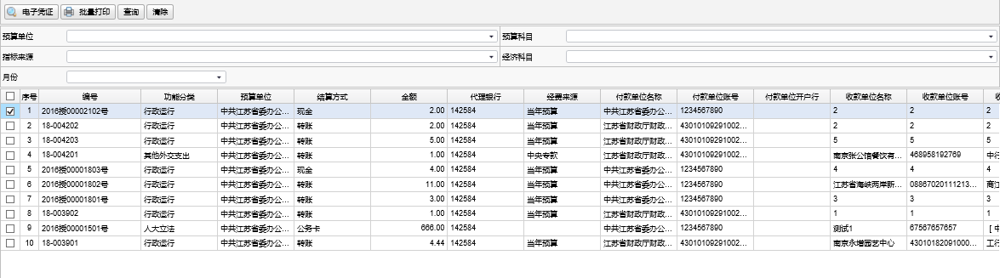 电子凭证 批量打印 查询 清除
预算单位 预算科目
指标来源 经济科目
月份
序号 编号 功能分类 预算单位 结算方式 金额 代理银行 经费来源 付款单位名称 付款单位账号 付款单位开户行 收款单位名称 收款单位账号
1 2016授00002102号 行政运行 中共江苏省委办公... 现金 2.00 142584 当年预算 中共江苏省委办公... 1234567890 2 2 2
2 18-004202 行政运行 中共江苏省委办公... 转账 2.00 142584 当年预算 江苏省财政厅财政... 43010109291002... 2 2 2
3 18-004203 行政运行 中共江苏省委办公... 转账 5.00 142584 当年预算 江苏省财政厅财政... 43010109291002... 5 5 5
4 18-004201 其他外交支出 中共江苏省委办公... 转账 1.00 142584 中央专款 江苏省财政厅财政... 43010109291002... 南京张公馆餐饮有... 468958192769 中行
5 2016授00001803号 行政运行 中共江苏省委办公... 现金 4.00 142584 当年预算 中共江苏省委办公... 1234567890 4 4 4
6 2016授00001802号 行政运行 中共江苏省委办公... 转账 11.00 142584 当年预算 中共江苏省委办公... 1234567890 江苏省海峡两岸新... 08867020111213... 商江
7 2016授00001801号 行政运行 中共江苏省委办公... 转账 3.00 142584 当年预算 中共江苏省委办公... 1234567890 3 3 3
8 18-003902 行政运行 中共江苏省委办公... 转账 1.00 142584 当年预算 江苏省财政厅财政... 43010109291002... 1 1 1
9 2016授00001501号 人大立法 中共江苏省委办公... 公务卡 666.00 142584 中共江苏省委办公... 1234567890 测试1 67567657657 [ 中
10 18-003901 行政运行 中共江苏省委办公... 转账 4.44 142584 当年预算 江苏省财政厅财政... 43010109291002... 南京永增园艺中心 43010182091000... 工行